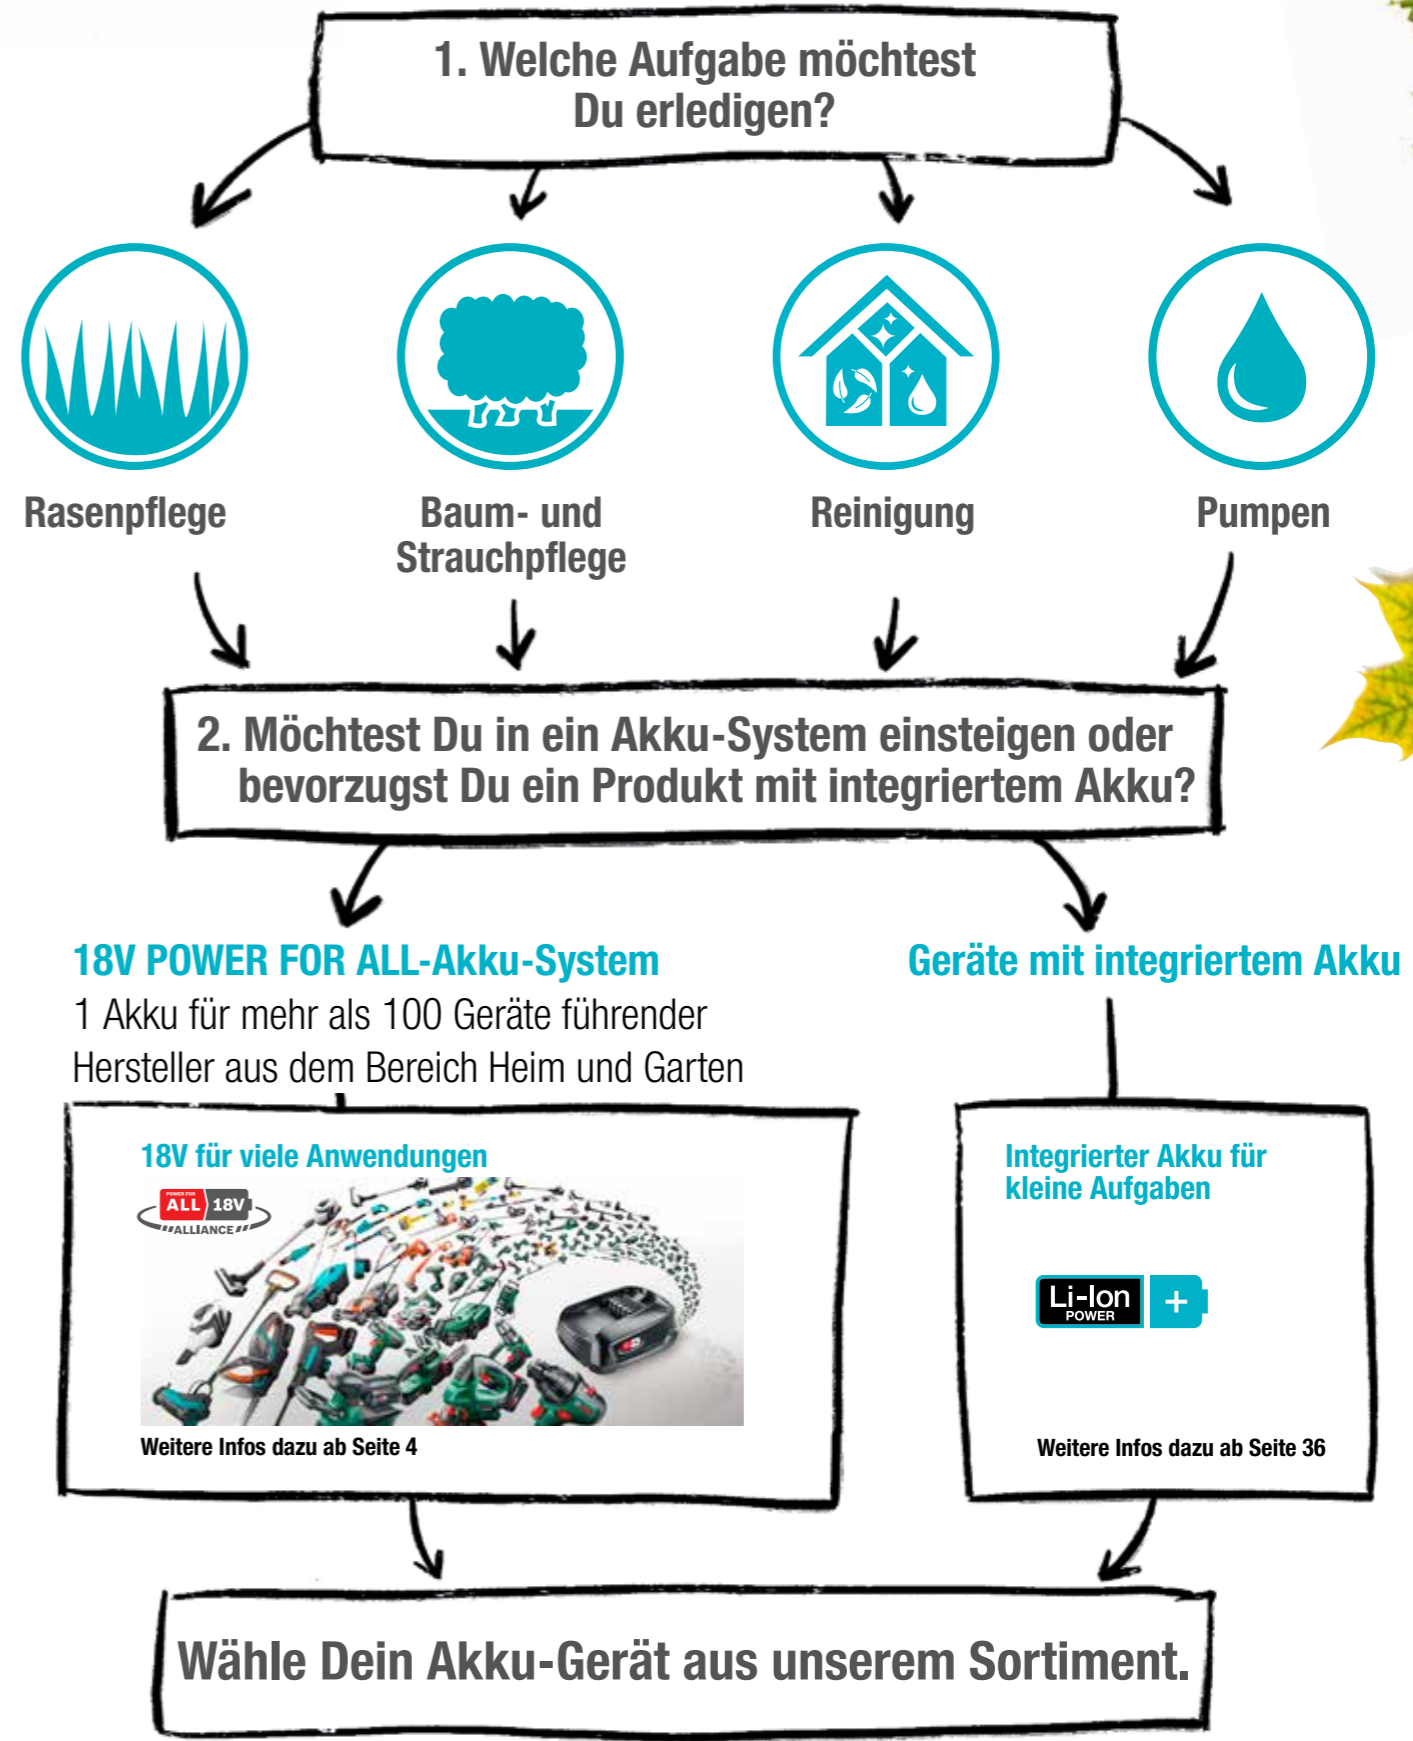 1. Welche Aufgabe möchtest
Du erledigen?
Rasenpflege
Baum- und
Strauchpflege
Reinigung
Pumpen
2. Möchtest Du in ein Akku-System einsteigen oder
bevorzugst Du ein Produkt mit integriertem Akku?
18V POWER FOR ALL-Akku-System
1 Akku für mehr als 100 Geräte führender
Hersteller aus dem Bereich Heim und Garten
Geräte mit integriertem Akku
18V für viele Anwendungen
POWER FOR
ALL 18V
ALLIANCE
Weitere Infos dazu ab Seite 4
Integrierter Akku für
kleine Aufgaben
Li-Ion +
POWER
Weitere Infos dazu ab Seite 36
Wähle Dein Akku-Gerät aus unserem Sortiment.